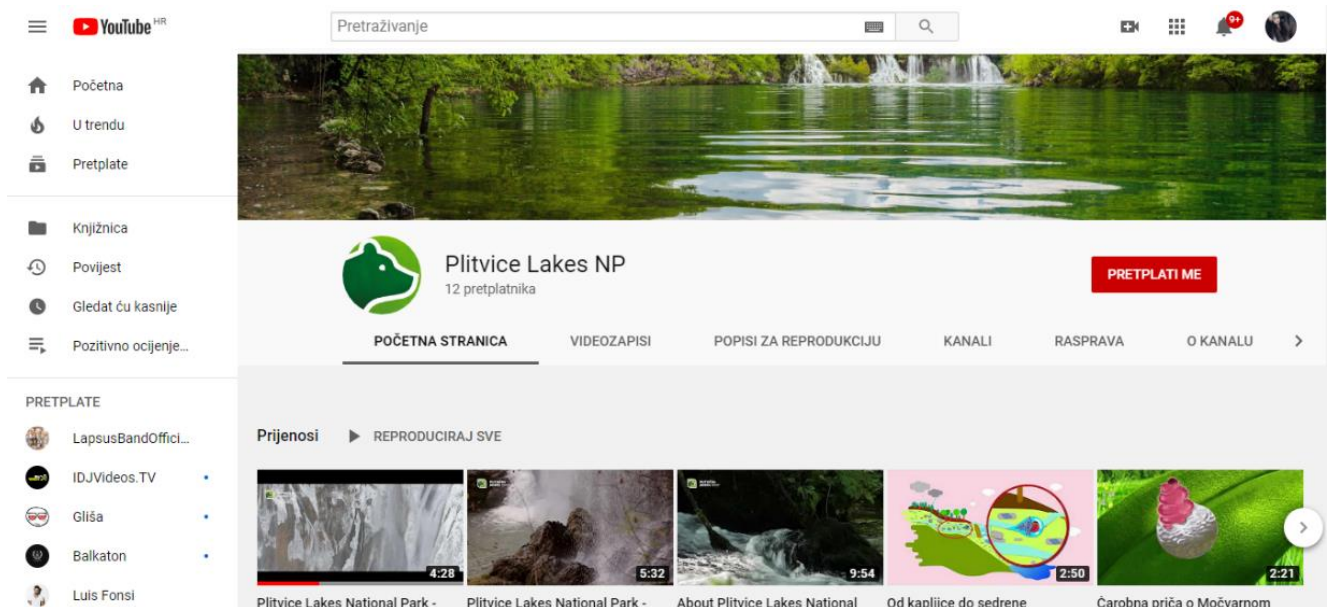 YouTube HR
Pretraživanje
9+
Početna
U trendu
Pretplate
Knjižnica
Povijest
Gledat ću kasnije
Pozitivno ocijenje...
PRETPLATE
LapsusBandOffici...
IDJVideos.TV
Gliša
Balkaton
Luis Fonsi
Plitvice Lakes NP
12 pretplatnika
PRETPLATI ME
POČETNA STRANICA VIDEOZAPISI POPISI ZA REPRODUKCIJU KANALI RASPRAVA O KANALU
Prijenosi REPRODUCIRAJ SVE
4:28 5:32 9:54 2:50 2:21
Plitvice Lakes National Park - Plitvice Lakes National Park - About Plitvice Lakes National Od kapljice do sedrene Čarobna priča o Močvarnom